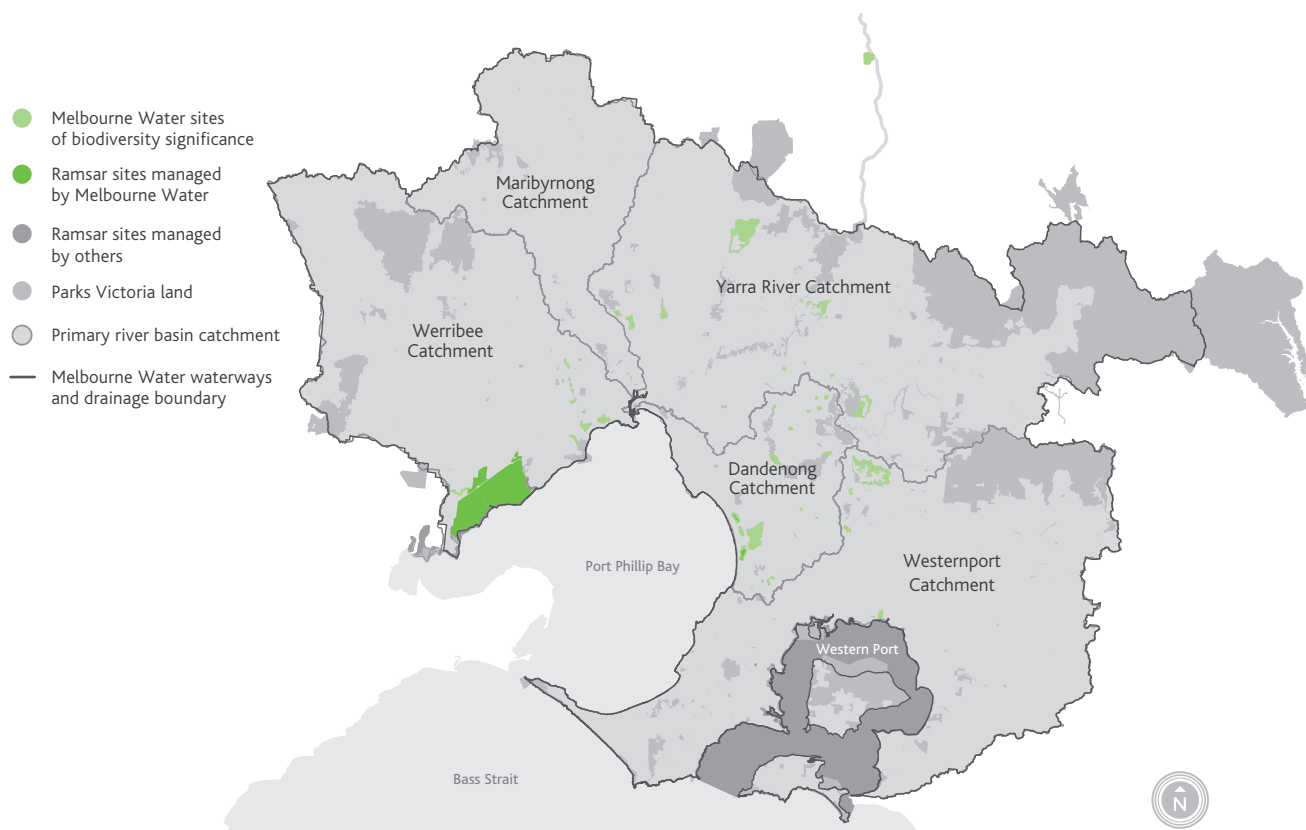 Melbourne Water sites
of biodiversity significance
Ramsar sites managed
by Melbourne Water
Ramsar sites managed
by others
Parks Victoria land
Primary river basin catchment
Melbourne Water waterways
and drainage boundary
Maribyrnong
Catchment
Yarra River Catchment
Werribee
Catchment
Dandenong
Catchment
Westernport
Catchment
Port Phillip Bay
Western Port
Bass Strait
N